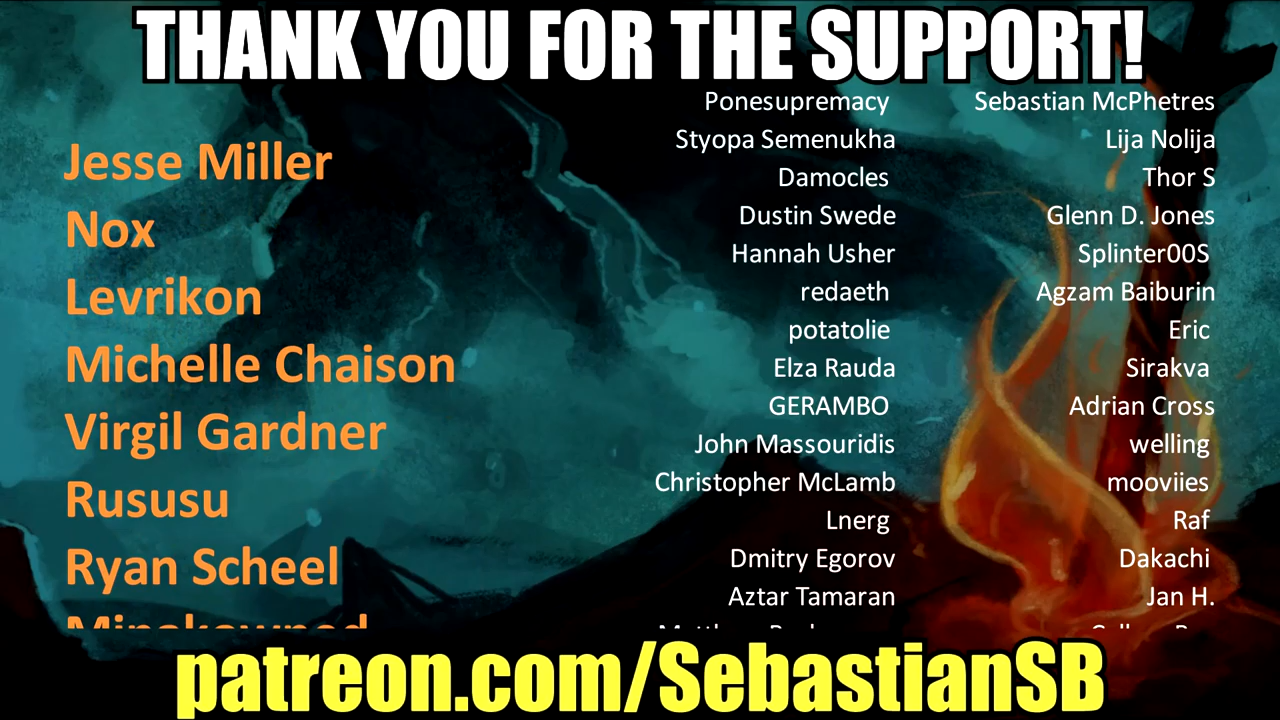 THANK YOU FOR THE SUPPORT!
Jesse Miller
Nox
Levrikon
Michelle Chaison
Virgil Gardner
Rususu
Ryan Scheel
Ponesupremacy
Styopa Semenukha
Damocles
Dustin Swede
Hannah Usher
redaeth
potatolie
Elza Rauda
GERAMBO
John Massouridis
Christopher McLamb
Lnerg
Dmitry Egorov
Aztar Tamaran
Sebastian McPhetres
Lija Nolija
Thor S
Glenn D. Jones
Splinter00S
Agzam Baiburin
Eric
Sirakva
Adrian Cross
welling
mooviies
Raf
Dakachi
Jan H.
patreon.com/SebastianSB